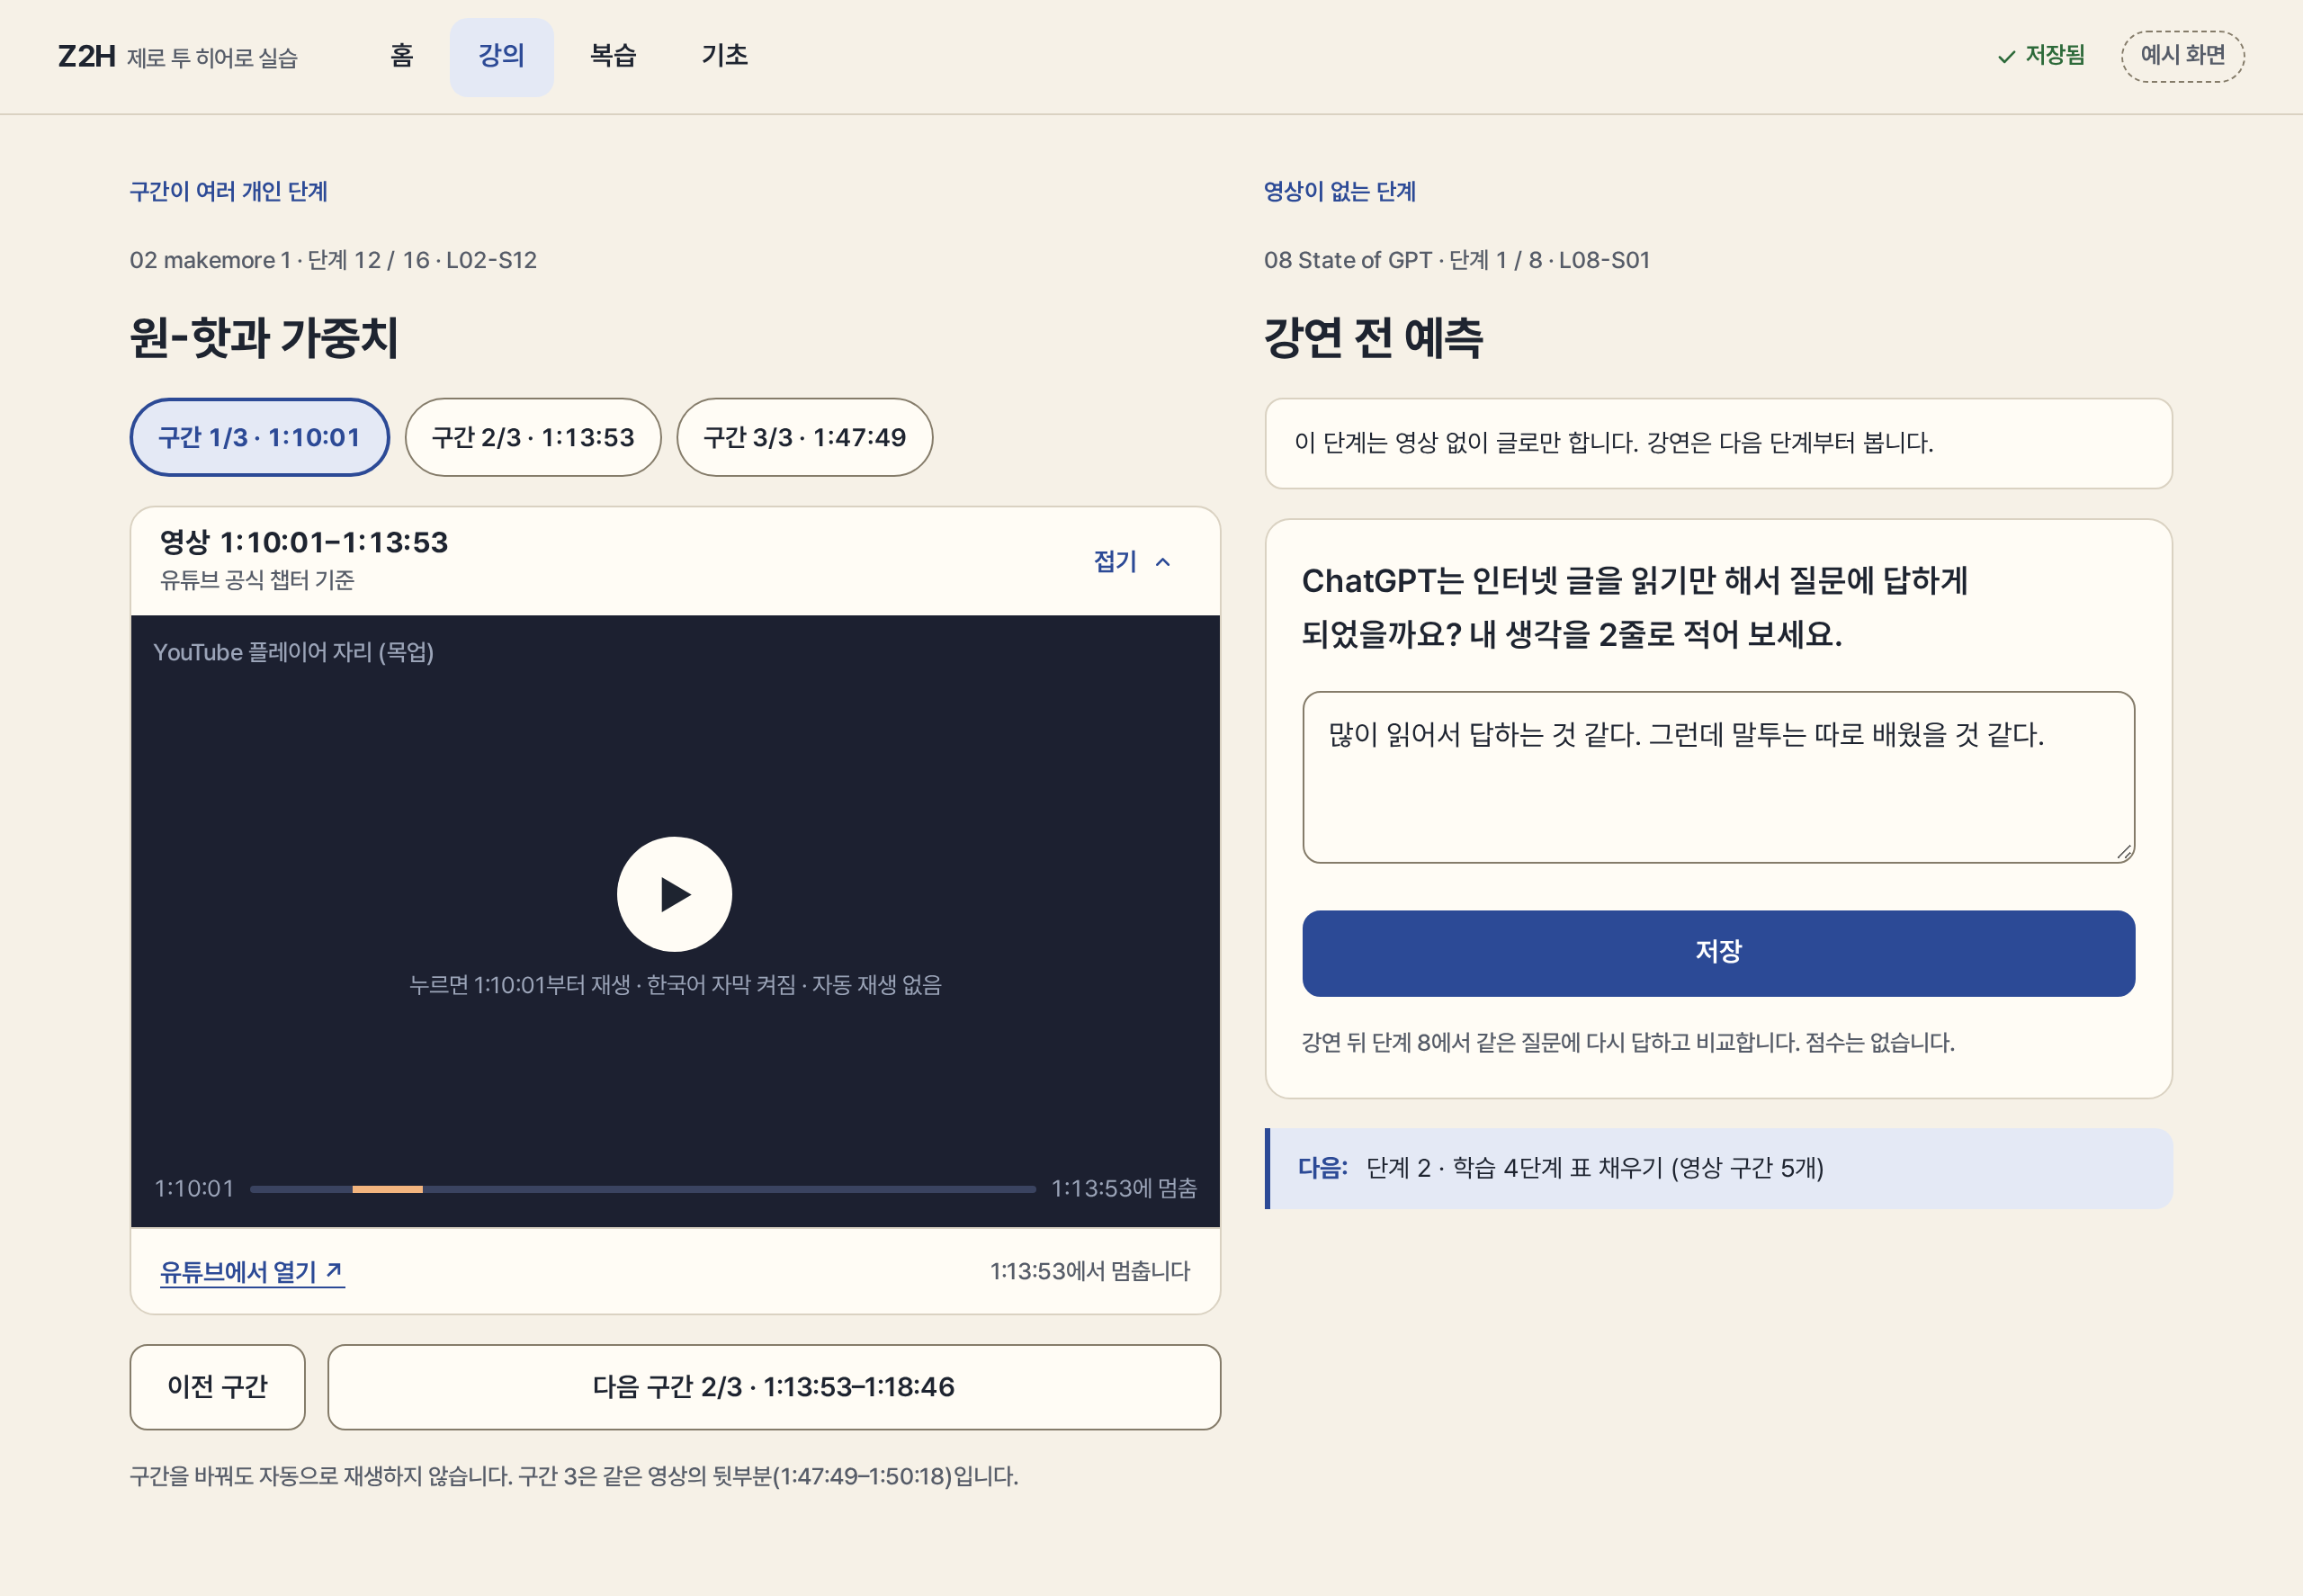 Z2H 제로 투 히어로 실습
홈
강의
복습
기초
저장됨
예시 화면
구간이 여러 개인 단계
02 makemore 1 · 단계 12 / 16 · L02-S12
원-핫과 가중치
구간 1/3 · 1:10:01
구간 2/3 · 1:13:53
구간 3/3 · 1:47:49
영상 1:10:01–1:13:53
유튜브 공식 챕터 기준
접기
YouTube 플레이어 자리 (목업)
누르면 1:10:01부터 재생 · 한국어 자막 켜짐 · 자동 재생 없음
1:10:01
1:13:53에 멈춤
유튜브에서 열기 ↗
1:13:53에서 멈춥니다
이전 구간
다음 구간 2/3 · 1:13:53–1:18:46
구간을 바꿔도 자동으로 재생하지 않습니다. 구간 3은 같은 영상의 뒷부분(1:47:49–1:50:18)입니다.
영상이 없는 단계
08 State of GPT · 단계 1 / 8 · L08-S01
강연 전 예측
이 단계는 영상 없이 글로만 합니다. 강연은 다음 단계부터 봅니다.
ChatGPT는 인터넷 글을 읽기만 해서 질문에 답하게
되었을까요? 내 생각을 2줄로 적어 보세요.
많이 읽어서 답하는 것 같다. 그런데 말투는 따로 배웠을 것 같다.
저장
강연 뒤 단계 8에서 같은 질문에 다시 답하고 비교합니다. 점수는 없습니다.
다음: 단계 2 · 학습 4단계 표 채우기 (영상 구간 5개)